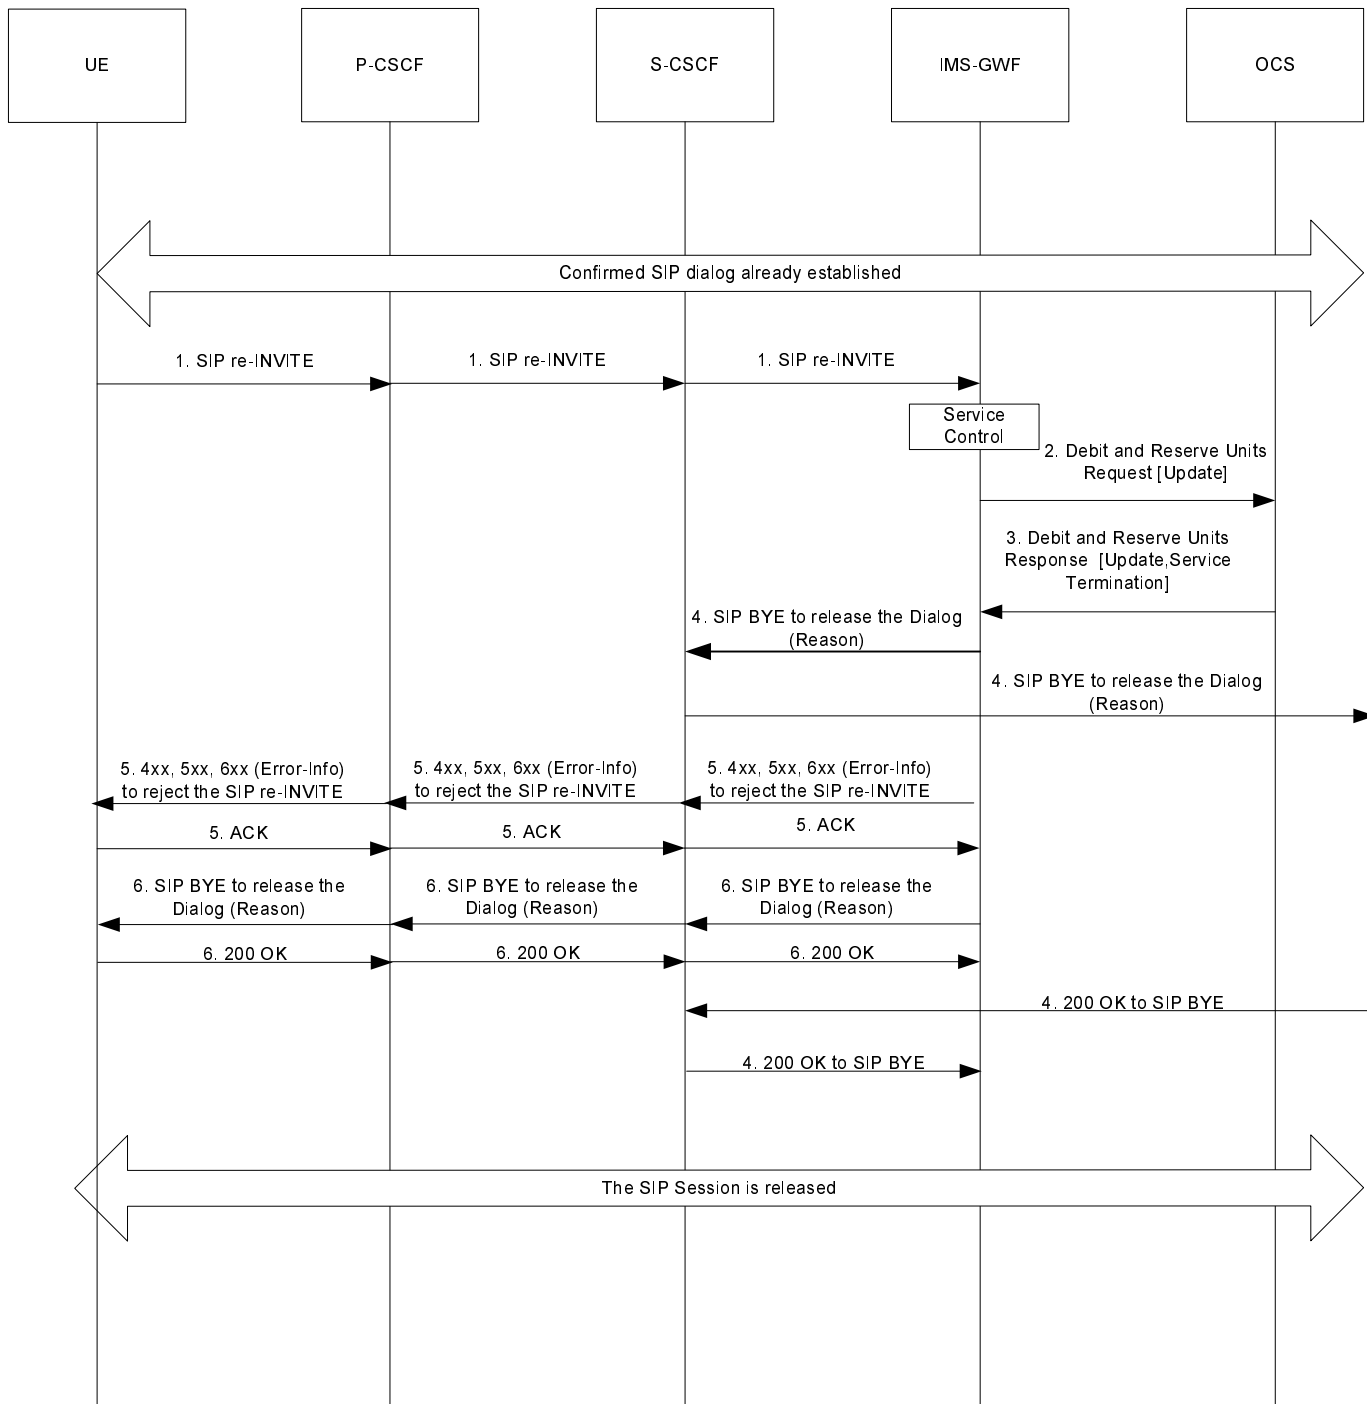 UE
P-CSCF
S-CSCF
IMS-GWF
OCS
Confirmed SIP dialog already established
1. SIP re-INVITE
1. SIP re-INVITE
1. SIP re-INVITE
Service
Control
2. Debit and Reserve Units
Request [Update]
3. Debit and Reserve Units
Response [Update,Service
Termination]
4. SIP BYE to release the Dialog
(Reason)
4. SIP BYE to release the Dialog
(Reason)
5. 4xx, 5xx, 6xx (Error-Info)
to reject the SIP re-INVITE
5. 4xx, 5xx, 6xx (Error-Info)
to reject the SIP re-INVITE
5. 4xx, 5xx, 6xx (Error-Info)
to reject the SIP re-INVITE
5. ACK
5. ACK
5. ACK
6. SIP BYE to release the
Dialog (Reason)
6. SIP BYE to release the
Dialog (Reason)
6. SIP BYE to release the
Dialog (Reason)
6. 200 OK
6. 200 OK
6. 200 OK
4. 200 OK to SIP BYE
4. 200 OK to SIP BYE
The SIP Session is released